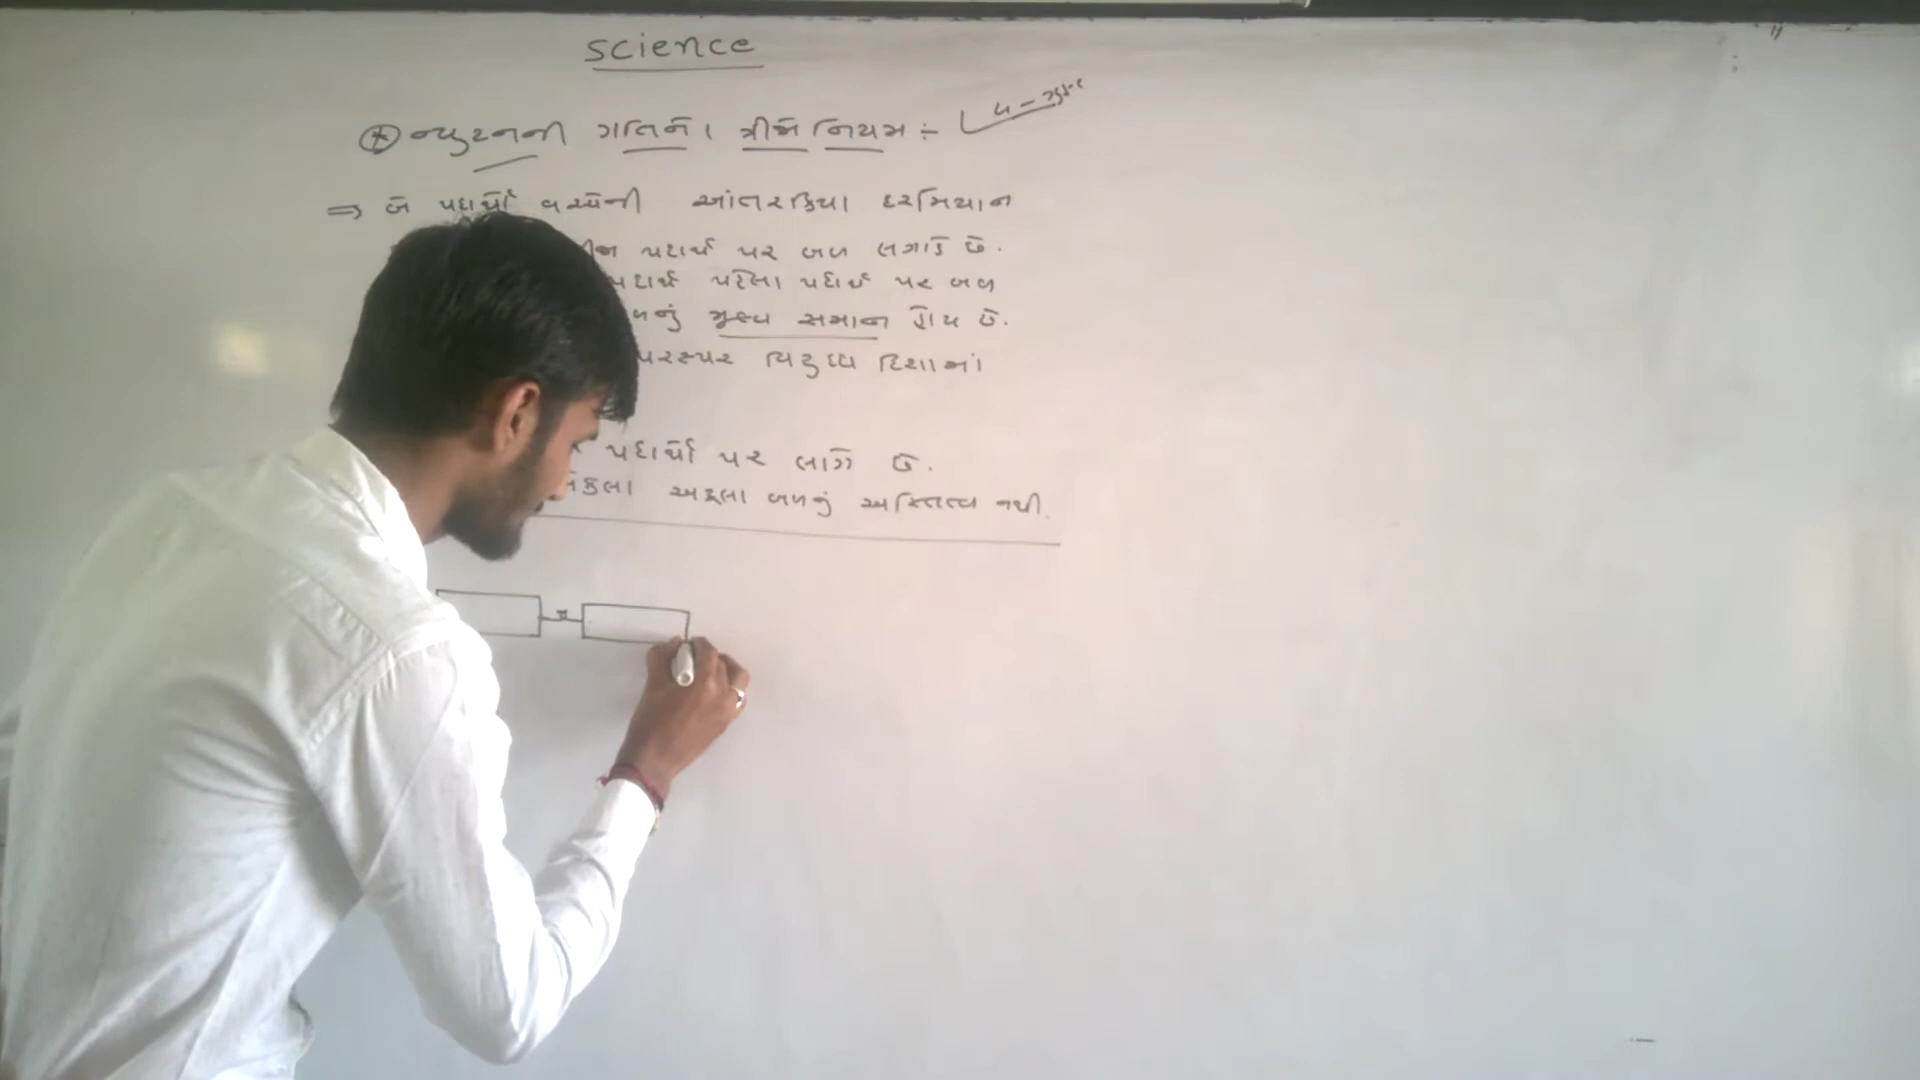 science
* ન્યુટનની ગતિનો ત્રીજો નિયમ :-
⇒ બે પદાર્થો વચ્ચેની આંતરક્રિયા દરમિયાન
પદાર્થ પર બળ લગાડે છે.
પદાર્થ પહેલા પદાર્થ પર બળ
મૂલ્ય સમાન હોય છે.
પરસ્પર વિરુધ્ધ દિશામાં
પદાર્થો પર લાગે છે.
એકલા બળનું અસ્તિત્વ નથી.